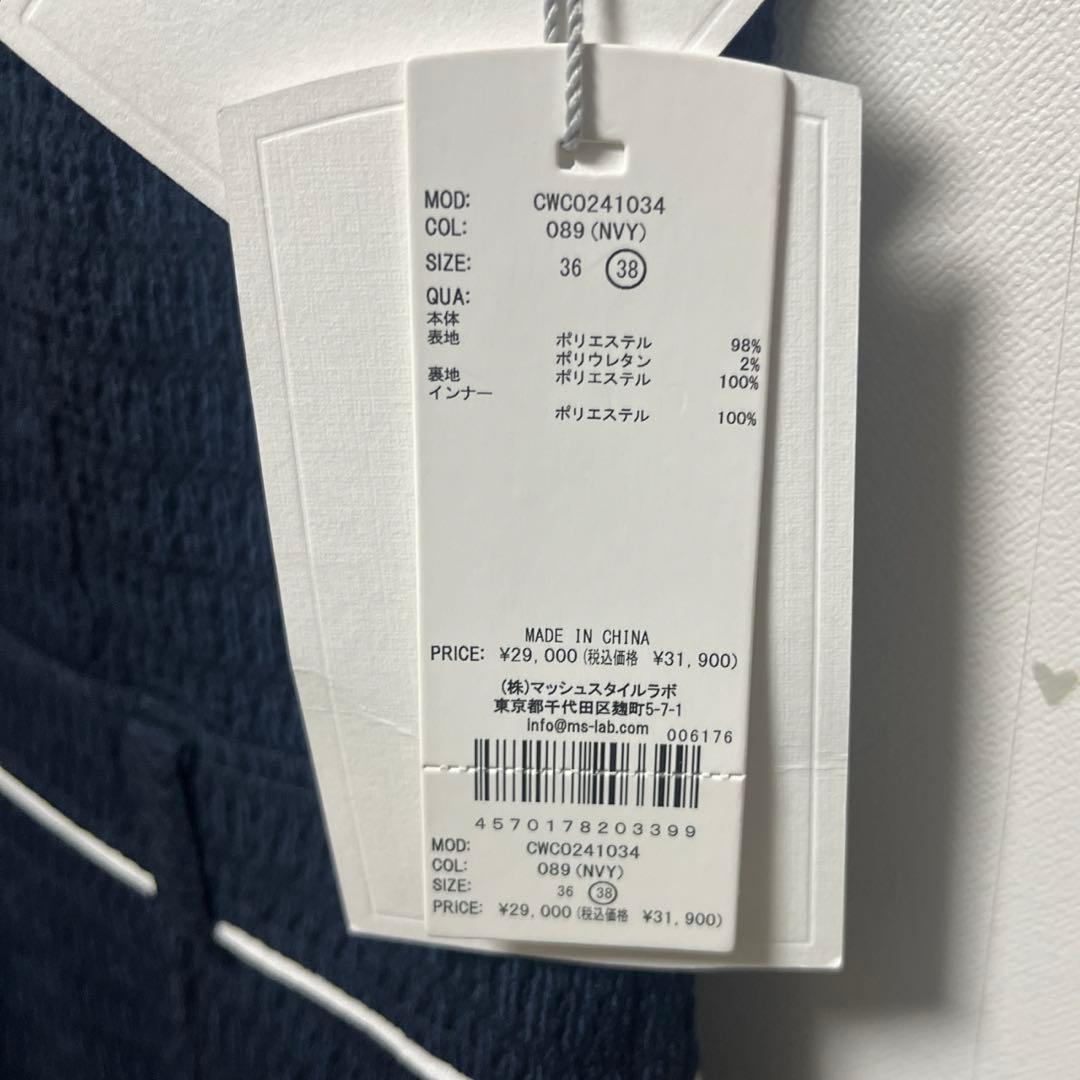 MOD: CWCO241034
COL: 089(NVY)
SIZE: 36 38
QUA:
本体
表地 ポリエステル 98%
ポリウレタン 2%
裏地 ポリエステル 100%
インナー
ポリエステル 100%
MADE IN CHINA
PRICE: ¥29,000(税込価格 ¥31,900)
(株)マッシュスタイルラボ
東京都千代田区麹町5-7-1
Info@ms-lab.com 006176
4570178203399
MOD: CWCO241034
COL: 089(NVY)
SIZE: 36 38
PRICE: ¥29,000(税込価格 ¥31,900)